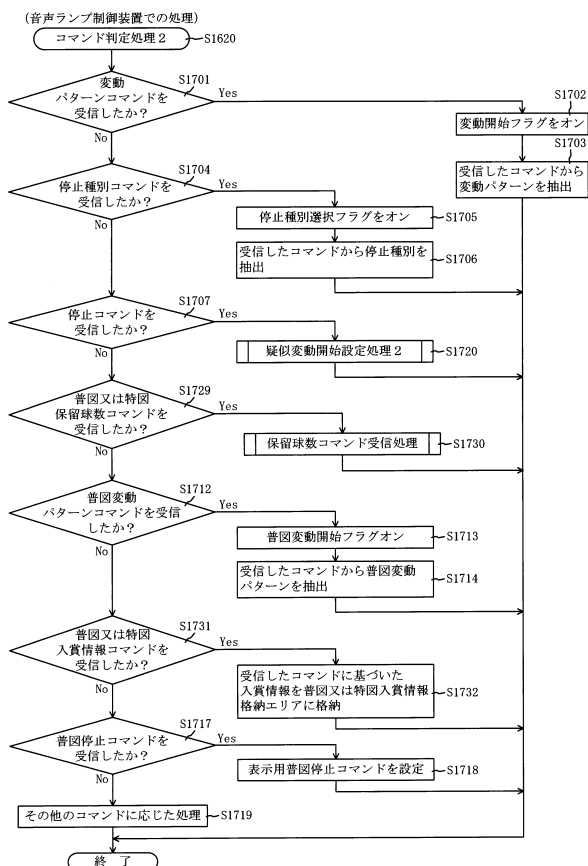 (音声ランプ制御装置での処理)
コマンド判定処理2
S1620
変動
パターンコマンドを
受信したか?
S1701
Yes
No
S1702
変動開始フラグをオン
S1703
受信したコマンドから
変動パターンを抽出
停止種別コマンドを
受信したか?
S1704
Yes
No
停止種別選択フラグをオン
S1705
受信したコマンドから停止種別を
抽出
S1706
停止コマンドを
受信したか?
S1707
Yes
No
疑似変動開始設定処理2
S1720
普図又は特図
保留球数コマンドを
受信したか?
S1729
Yes
No
保留球数コマンド受信処理
S1730
普図変動
パターンコマンドを受信
したか?
S1712
Yes
No
普図変動開始フラグオン
S1713
受信したコマンドから普図変動
パターンを抽出
S1714
普図又は特図
入賞情報コマンドを
受信したか?
S1731
Yes
No
受信したコマンドに基づいた
入賞情報を普図又は特図入賞情報
格納エリアに格納
S1732
普図停止コマンドを
受信したか?
S1717
Yes
No
表示用普図停止コマンドを設定
S1718
その他のコマンドに応じた処理
S1719
終 了